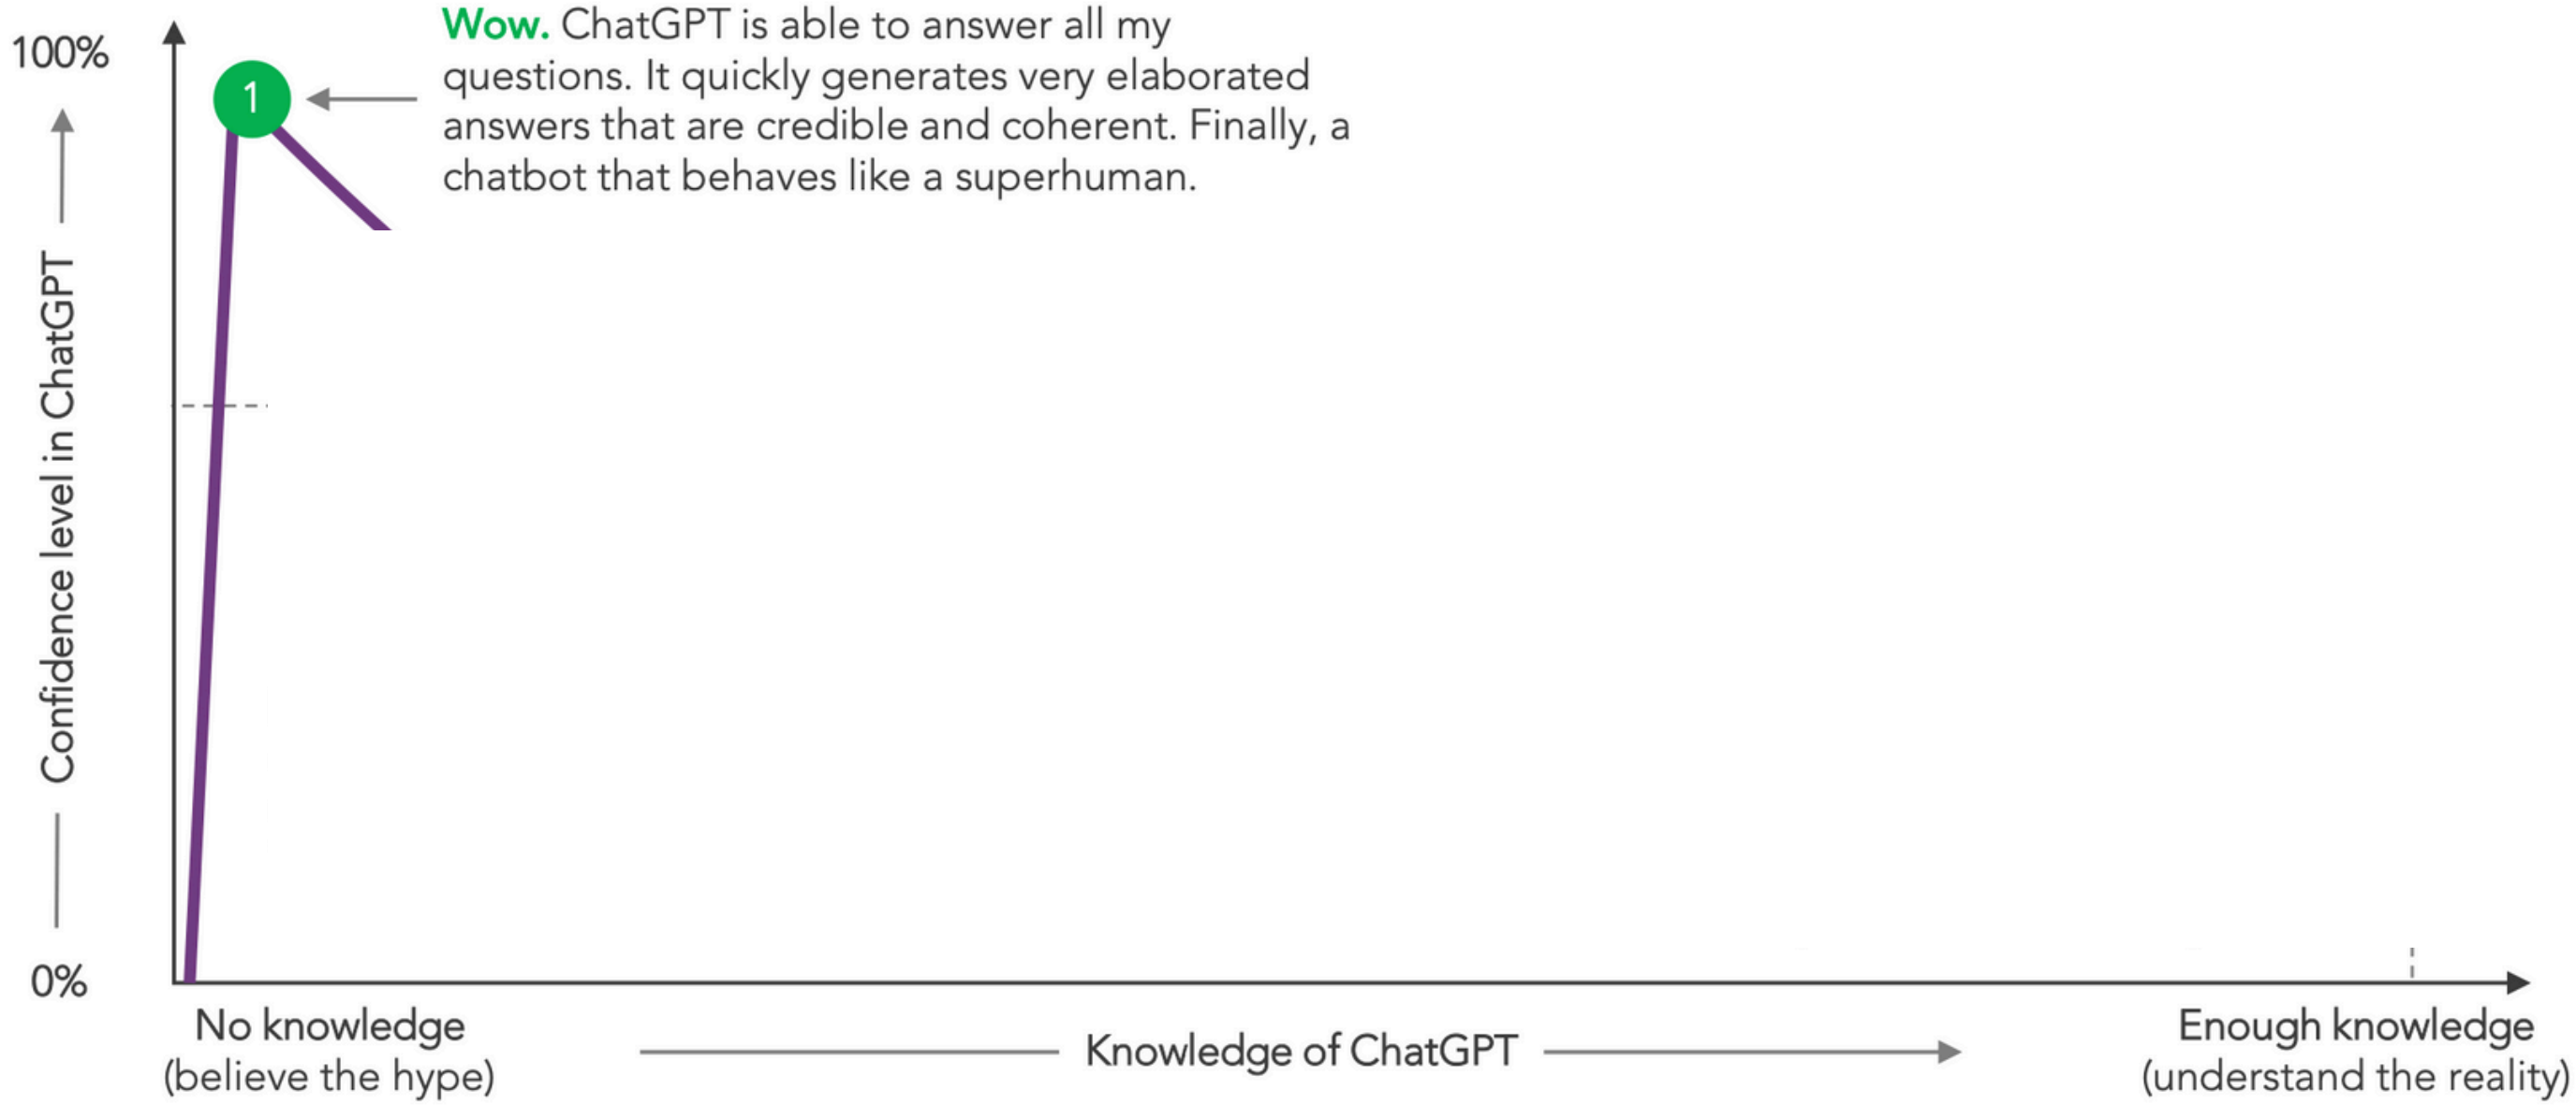 100%
Wow. ChatGPT is able to answer all my
questions. It quickly generates very elaborated
answers that are credible and coherent. Finally, a
chatbot that behaves like a superhuman.
1
Confidence level in ChatGPT
0%
No knowledge
(believe the hype)
Knowledge of ChatGPT
Enough knowledge
(understand the reality)